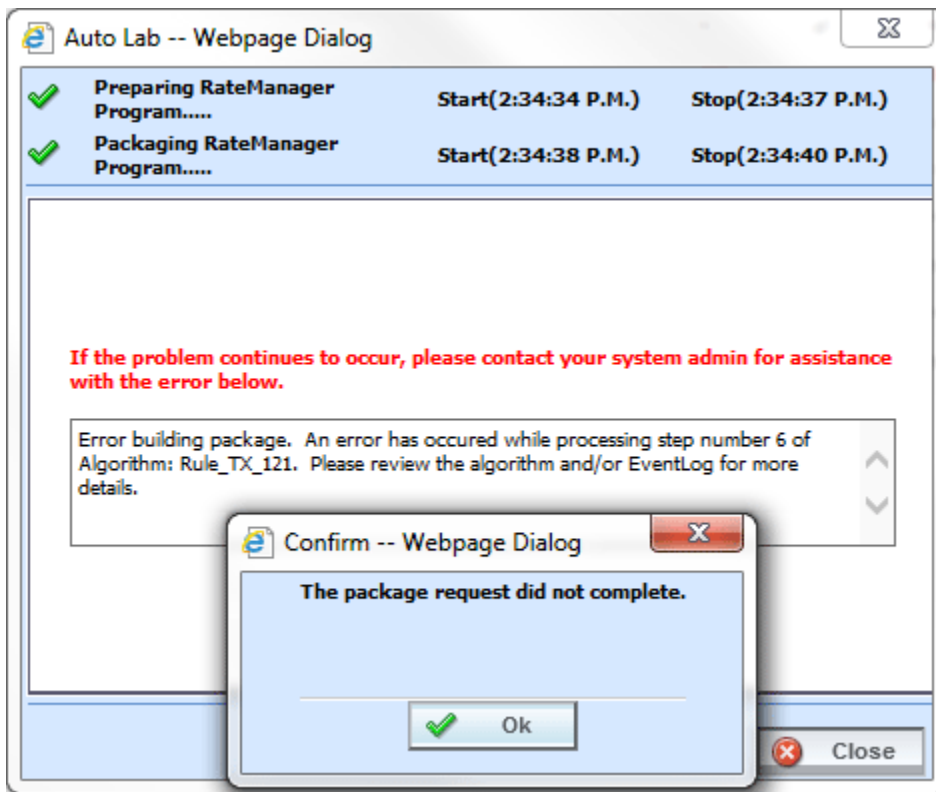 Auto Lab -- Webpage Dialog
Preparing RateManager
Program.....
Start(2:34:34 P.M.)
Stop(2:34:37 P.M.)
Packaging RateManager
Program.....
Start(2:34:38 P.M.)
Stop(2:34:40 P.M.)
If the problem continues to occur, please contact your system admin for assistance
with the error below.
Error building package.  An error has occured while processing step number 6 of
Algorithm: Rule_TX_121.  Please review the algorithm and/or EventLog for more
details.
Confirm -- Webpage Dialog
The package request did not complete.
Ok
Close